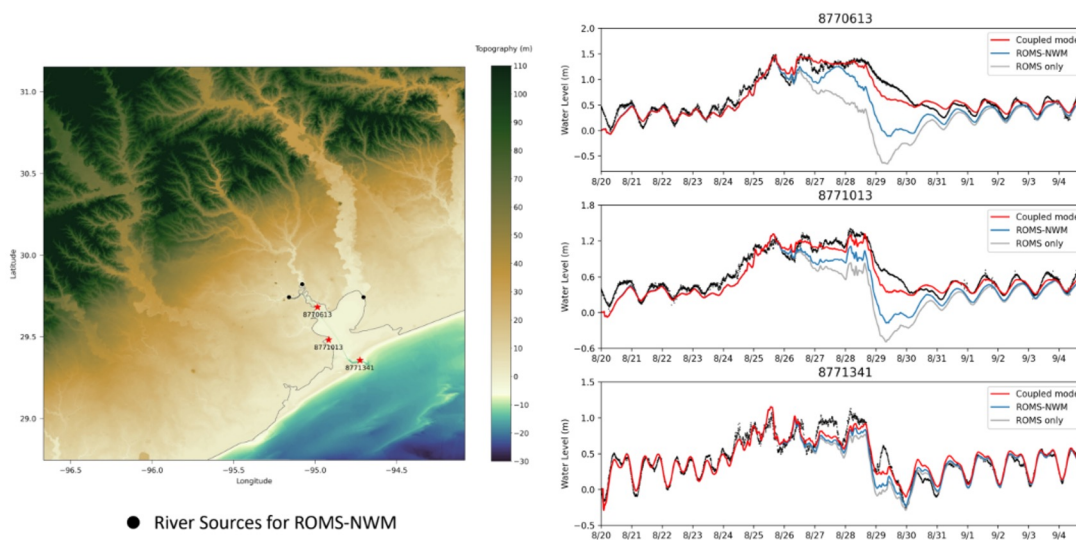 Topography (m)
110
100
90
80
70
60
50
40
30
20
10
0
−10
−20
−30
31.0
30.5
30.0
29.5
29.0
Latitude
8770613
8771013
8771341
−96.5
−96.0
−95.5
−95.0
−94.5
Longitude
River Sources for ROMS-NWM
8770613
2.0
1.5
1.0
0.5
0.0
−0.5
Water Level (m)
Coupled mode
ROMS-NWM
ROMS only
8/20 8/21 8/22 8/23 8/24 8/25 8/26 8/27 8/28 8/29 8/30 8/31 9/1 9/2 9/3 9/4
8771013
1.8
1.2
0.6
0.0
−0.6
Water Level (m)
Coupled mode
ROMS-NWM
ROMS only
8/20 8/21 8/22 8/23 8/24 8/25 8/26 8/27 8/28 8/29 8/30 8/31 9/1 9/2 9/3 9/4
8771341
1.5
1.0
0.5
0.0
−0.5
Water Level (m)
Coupled mode
ROMS-NWM
ROMS only
8/20 8/21 8/22 8/23 8/24 8/25 8/26 8/27 8/28 8/29 8/30 8/31 9/1 9/2 9/3 9/4